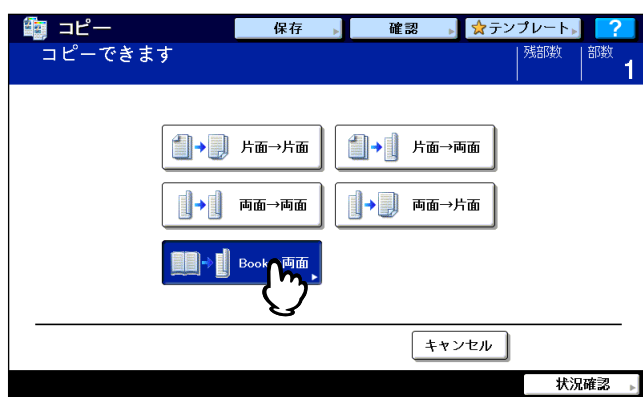 コピー 保存 確認 ★テンプレート ?
コピーできます 残部数 部数 1
片面→片面 片面→両面
両面→両面 両面→片面
Book 両面
キャンセル
状況確認